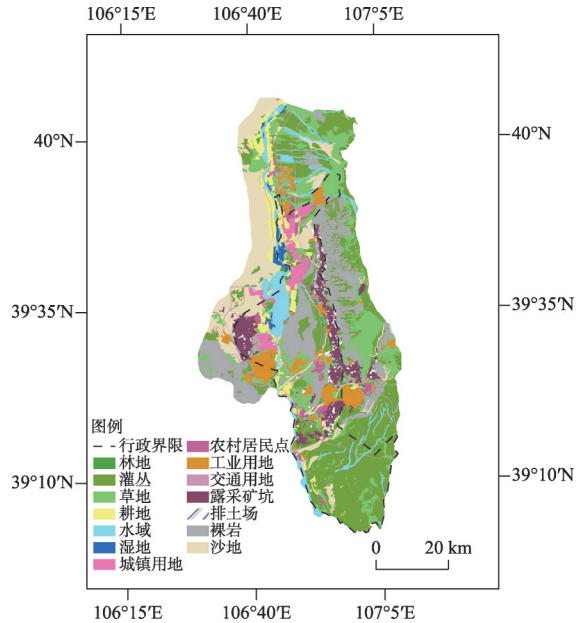 106°15′E 106°40′E 107°5′E
40°N 40°N
39°35′N 39°35′N
39°10′N 39°10′N
图例
行政界限 农村居民点
林地 工业用地
灌丛 交通用地
草地 露采矿坑
耕地 排土场
水域 裸岩
湿地 沙地
城镇用地
0 20 km
106°15′E 106°40′E 107°5′E